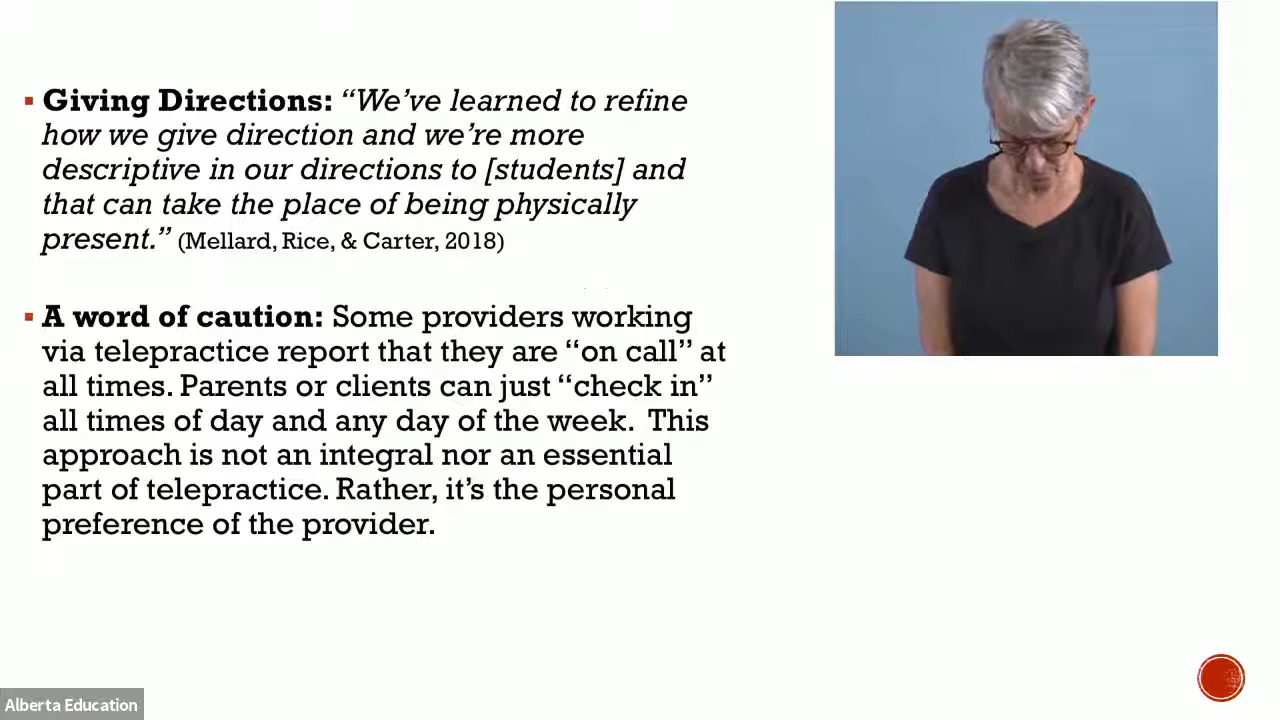 ▪ Giving Directions: “We’ve learned to refine
how we give direction and we’re more
descriptive in our directions to [students] and
that can take the place of being physically
present.” (Mellard, Rice, & Carter, 2018)
▪ A word of caution: Some providers working
via telepractice report that they are “on call” at
all times. Parents or clients can just “check in”
all times of day and any day of the week.  This
approach is not an integral nor an essential
part of telepractice. Rather, it’s the personal
preference of the provider.
Alberta Education